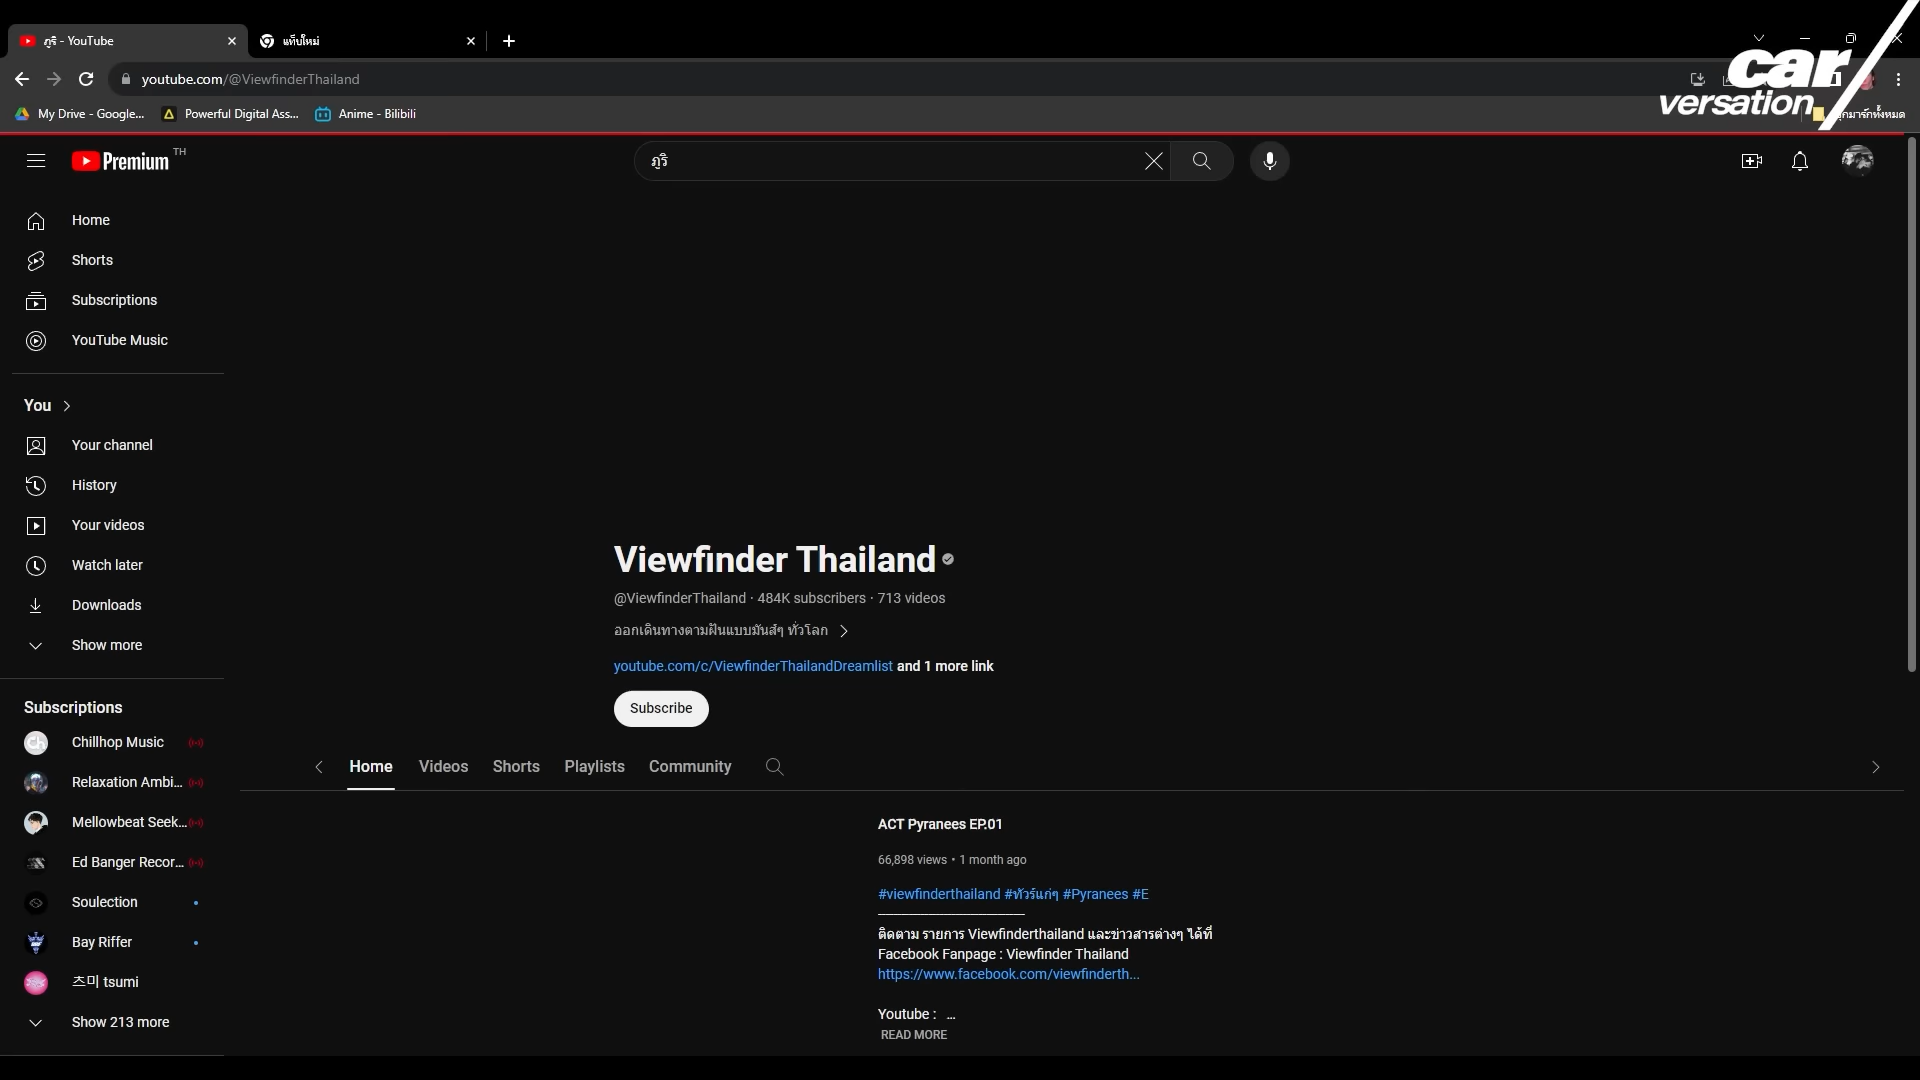 ภูริ - YouTube
แท็บใหม่
youtube.com/@ViewfinderThailand
My Drive - Google...
Powerful Digital Ass...
Anime - Bilibili
car
versation.
Premium TH
ภูริ
Home
Shorts
Subscriptions
YouTube Music
You
Your channel
History
Your videos
Watch later
Downloads
Show more
Subscriptions
Chillhop Music
Relaxation Ambi...
Mellowbeat Seek...
Ed Banger Recor...
Soulection
Bay Riffer
츠미 tsumi
Show 213 more
Viewfinder Thailand
@ViewfinderThailand · 484K subscribers · 713 videos
ออกเดินทางตามฝันแบบมันส์ๆ ทั่วโลก
youtube.com/c/ViewfinderThailandDreamlist and 1 more link
Subscribe
Home Videos Shorts Playlists Community
ACT Pyranees EP.01
66,898 views • 1 month ago
#viewfinderthailand #ทัวร์แก่ๆ #Pyranees #E
ติดตาม รายการ Viewfinderthailand และข่าวสารต่างๆ ได้ที่
Facebook Fanpage : Viewfinder Thailand
https://www.facebook.com/viewfinderth...
Youtube : ...
READ MORE